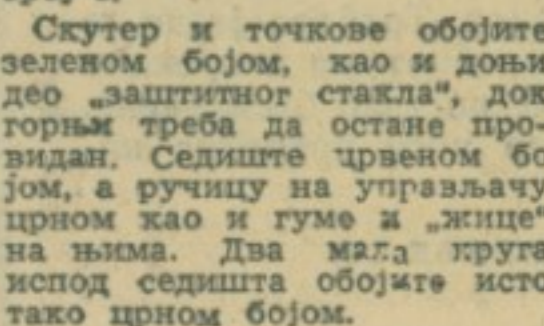 Скутер и точкове обојите
зеленом бојом, као и доњи
део „заштитног стакла“, док
горњи треба да остане про-
видан. Седиште црвеном бо
јом, а ручицу на управљачу
црном као и гуме и „жице“
на њима. Два мала круга
испод седишта обојите исто
тако црном бојом.